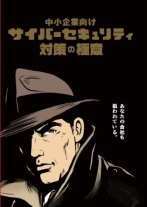 中小企業向け
サイバーセキュリティ
対策の極意
あなたの会社も
狙われている。